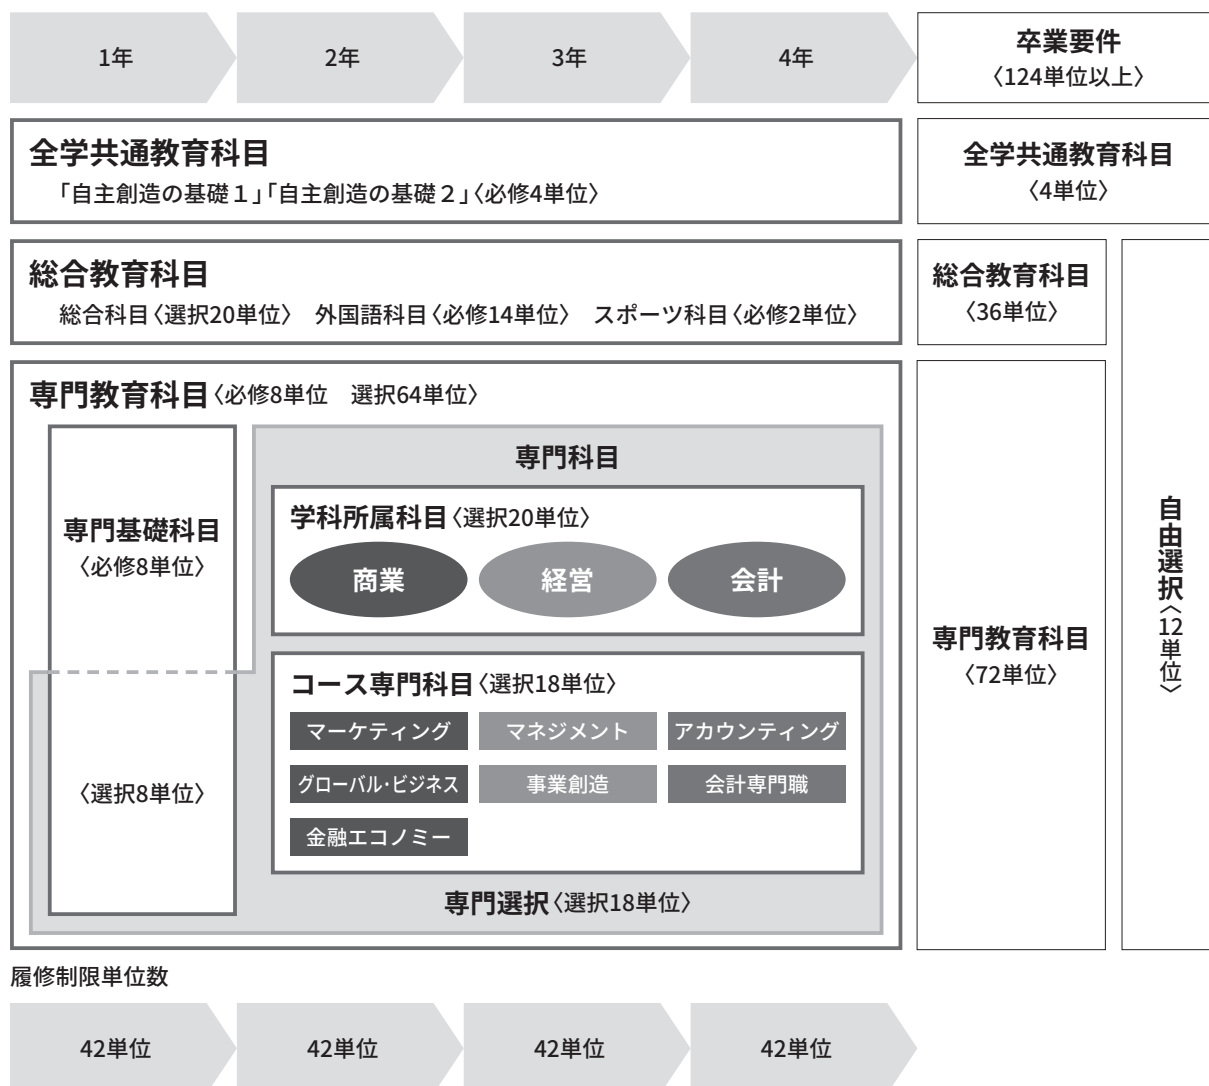 1年
2年
3年
4年
卒業要件
〈124単位以上〉
全学共通教育科目
「自主創造の基礎１」「自主創造の基礎２」〈必修4単位〉
全学共通教育科目
〈4単位〉
総合教育科目
総合科目〈選択20単位〉 外国語科目〈必修14単位〉 スポーツ科目〈必修2単位〉
総合教育科目
〈36単位〉
専門教育科目〈必修8単位　選択64単位〉
専門基礎科目
〈必修8単位〉
〈選択8単位〉
専門科目
学科所属科目〈選択20単位〉
商業
経営
会計
コース専門科目〈選択18単位〉
マーケティング
マネジメント
アカウンティング
グローバル･ビジネス
事業創造
会計専門職
金融エコノミー
専門選択〈選択18単位〉
専門教育科目
〈72単位〉
自由選択〈12単位〉
履修制限単位数
42単位
42単位
42単位
42単位